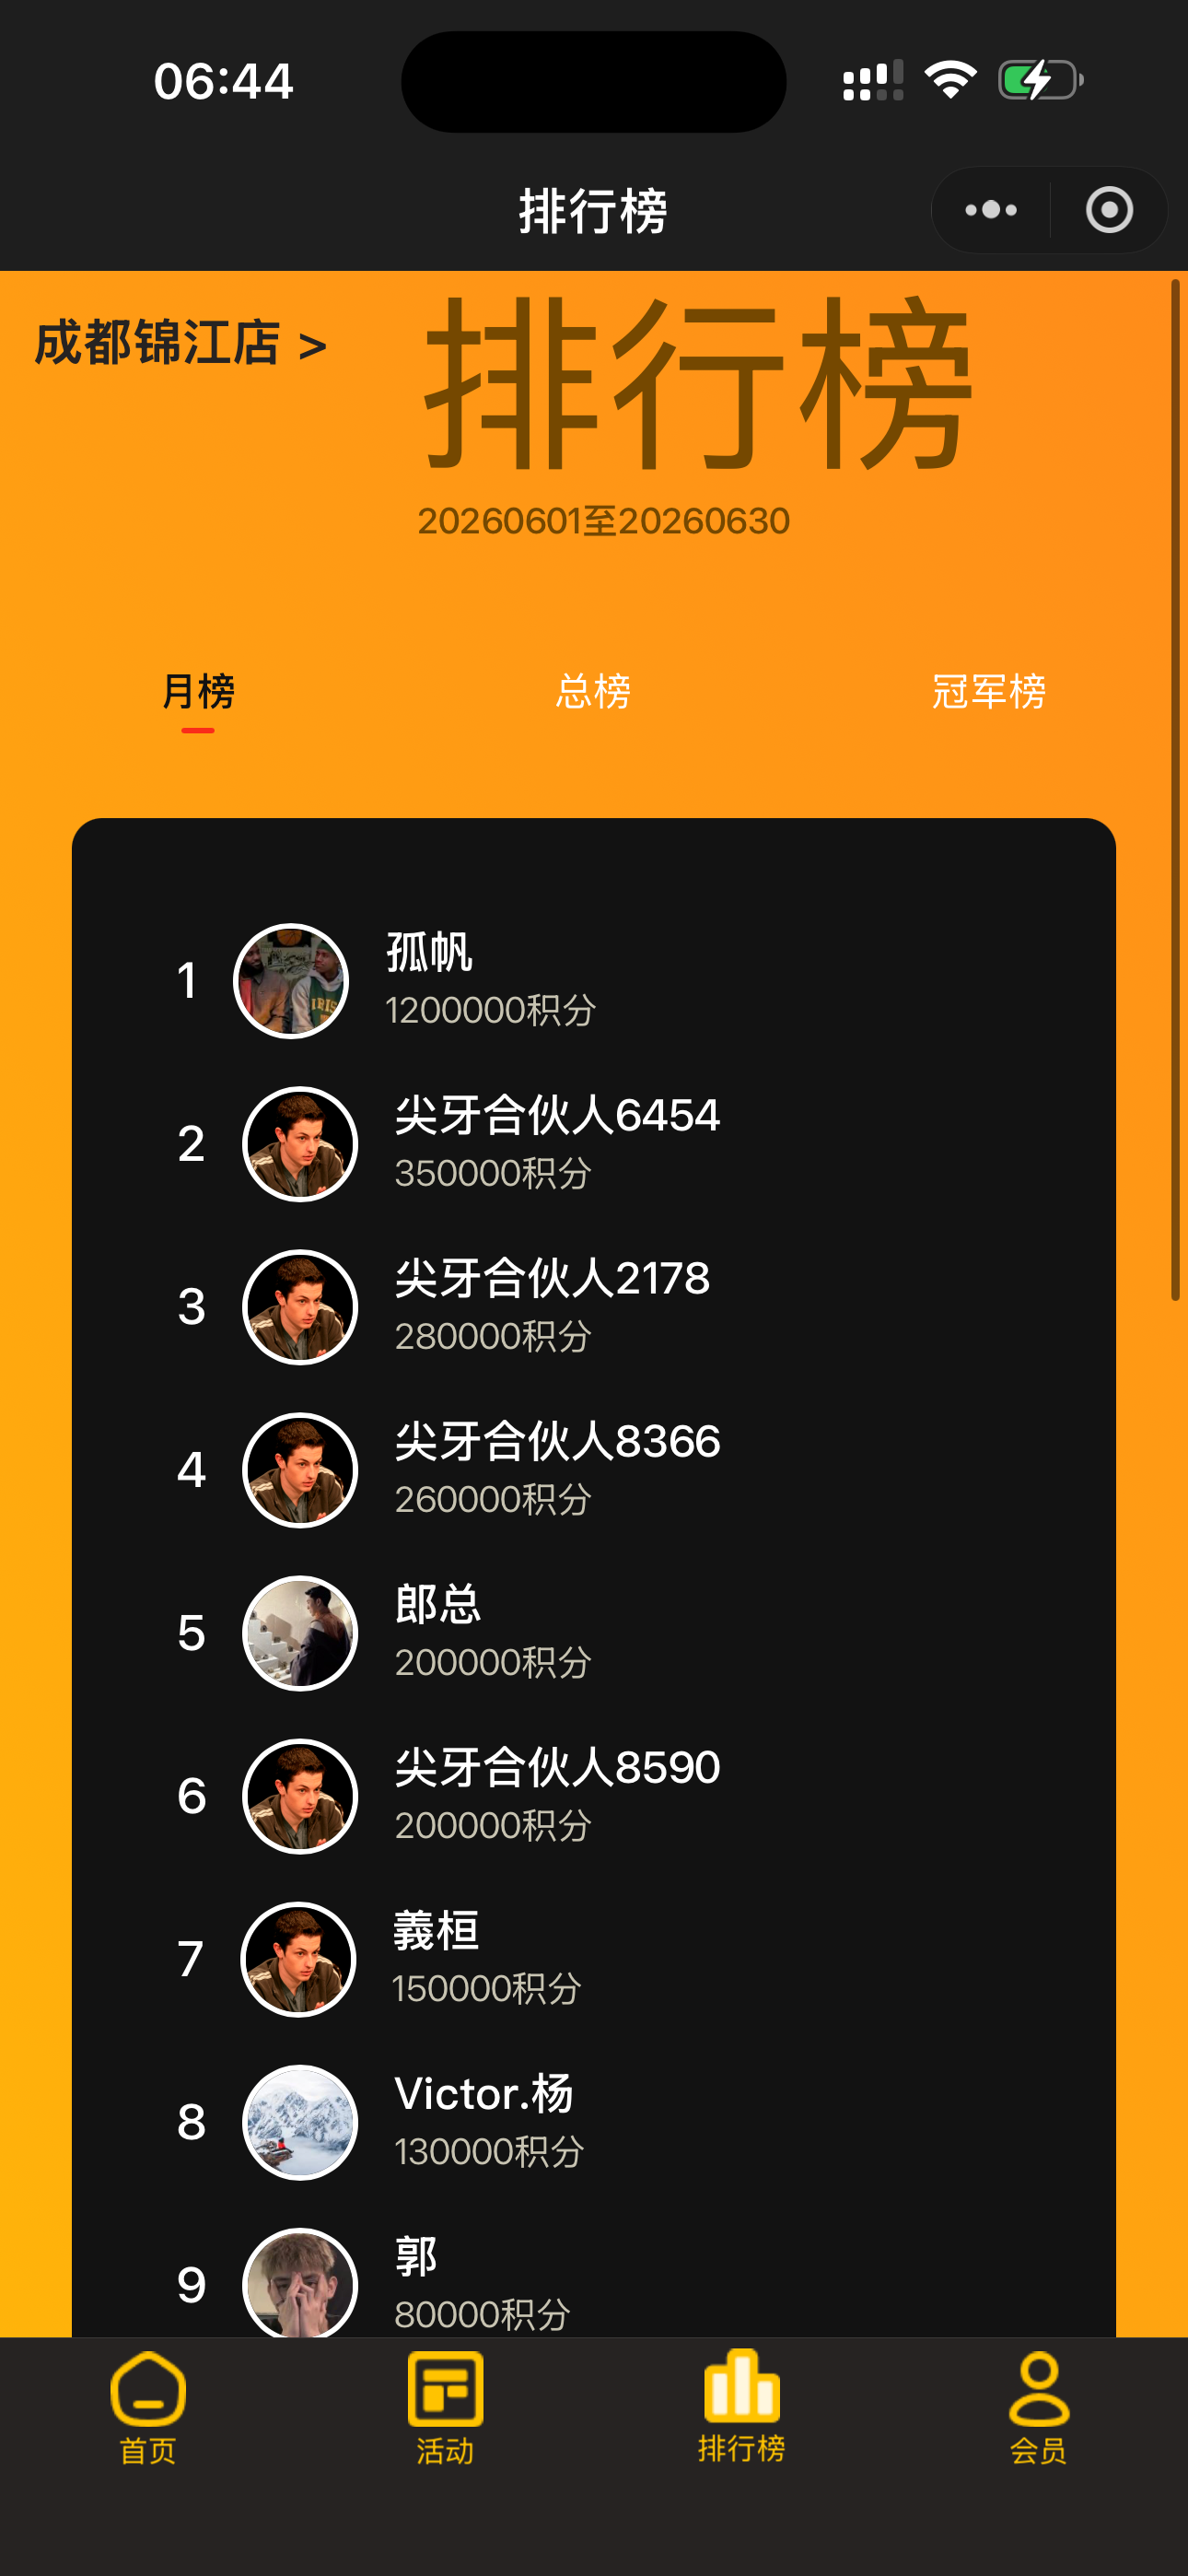 06:44
排行榜
成都锦江店 >
排行榜
20260601至20260630
月榜
总榜
冠军榜
1
孤帆
1200000积分
2
尖牙合伙人6454
350000积分
3
尖牙合伙人2178
280000积分
4
尖牙合伙人8366
260000积分
5
郎总
200000积分
6
尖牙合伙人8590
200000积分
7
義桓
150000积分
8
Victor.杨
130000积分
9
郭
80000积分
首页
活动
排行榜
会员